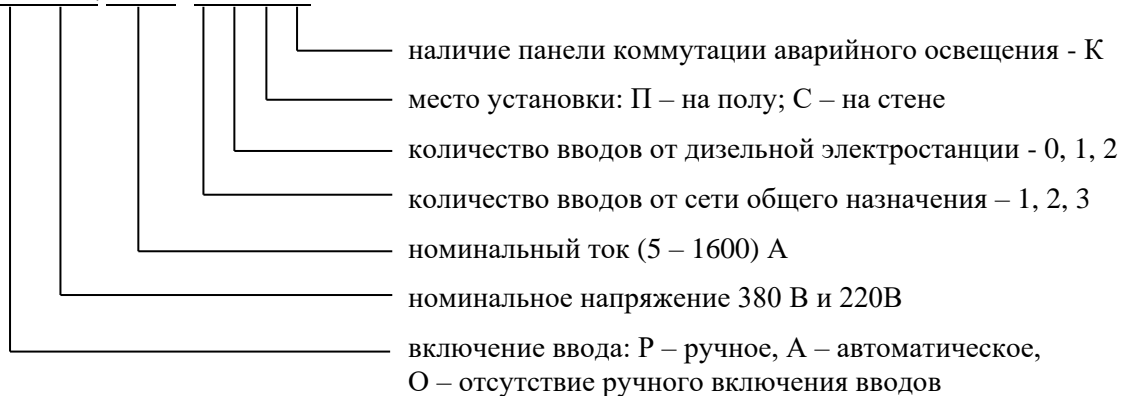 наличие панели коммутации аварийного освещения - К
место установки: П – на полу; С – на стене
количество вводов от дизельной электростанции - 0, 1, 2
количество вводов от сети общего назначения – 1, 2, 3
номинальный ток (5 – 1600) А
номинальное напряжение 380 В и 220В
включение ввода: Р – ручное, А – автоматическое,
О – отсутствие ручного включения вводов